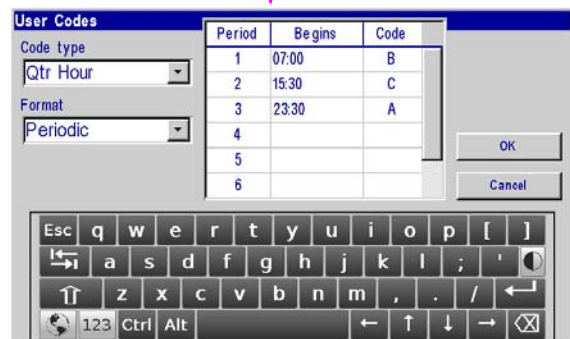 User Codes
Code type
Qtr Hour
Format
Periodic
Period Begins Code
1 07:00 B
2 15:30 C
3 23:30 A
4
5
6
OK
Cancel
Esc q w e r t y u i o p [ ]
a s d f g h j k l ; '
z x c v b n m , . /
123 Ctrl Alt ← ↑ ↓ →